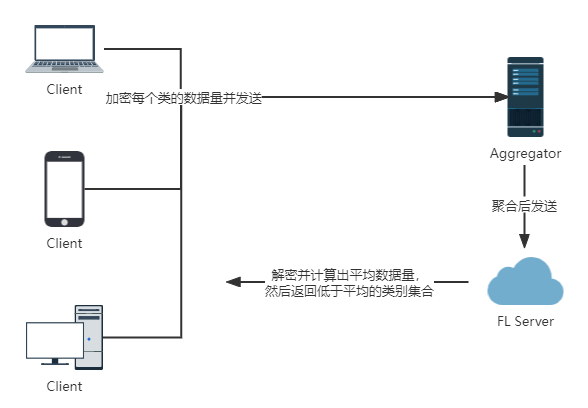 Client
加密每个类的数据量并发送
Aggregator
聚合后发送
Client
解密并计算出平均数据量，
然后返回低于平均的类别集合
FL Server
Client